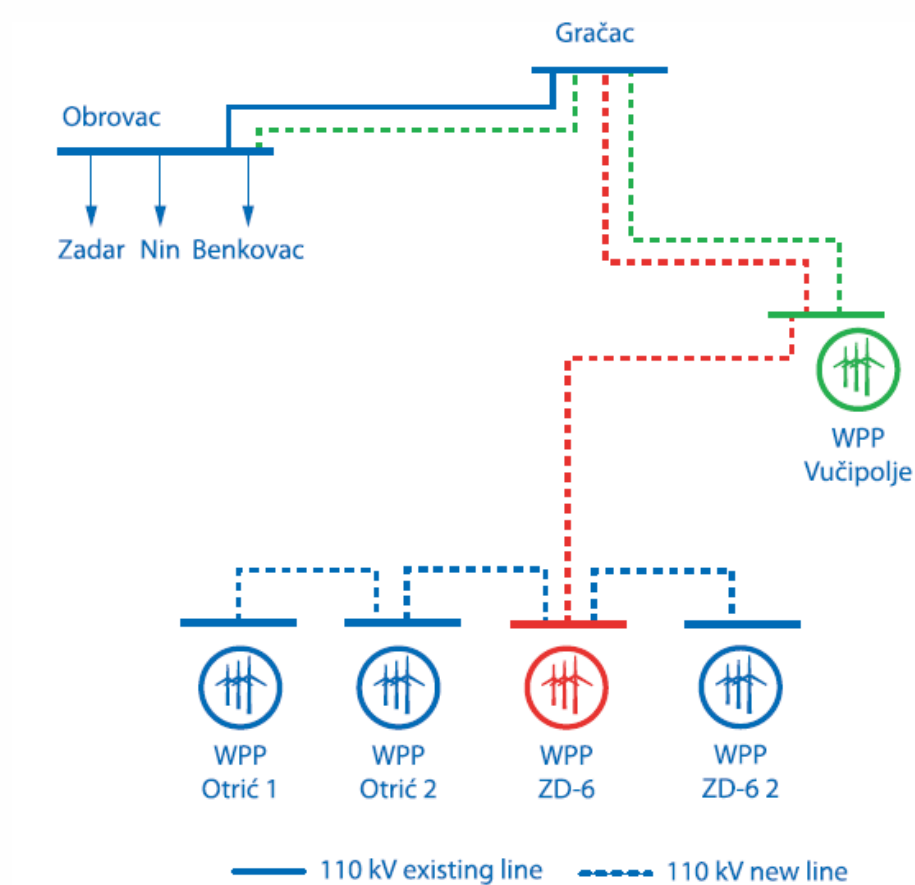 Gračac
Obrovac
Zadar Nin Benkovac
WPP
Vučipolje
WPP
Otrić 1
WPP
Otrić 2
WPP
ZD-6
WPP
ZD-6 2
110 kV existing line
110 kV new line